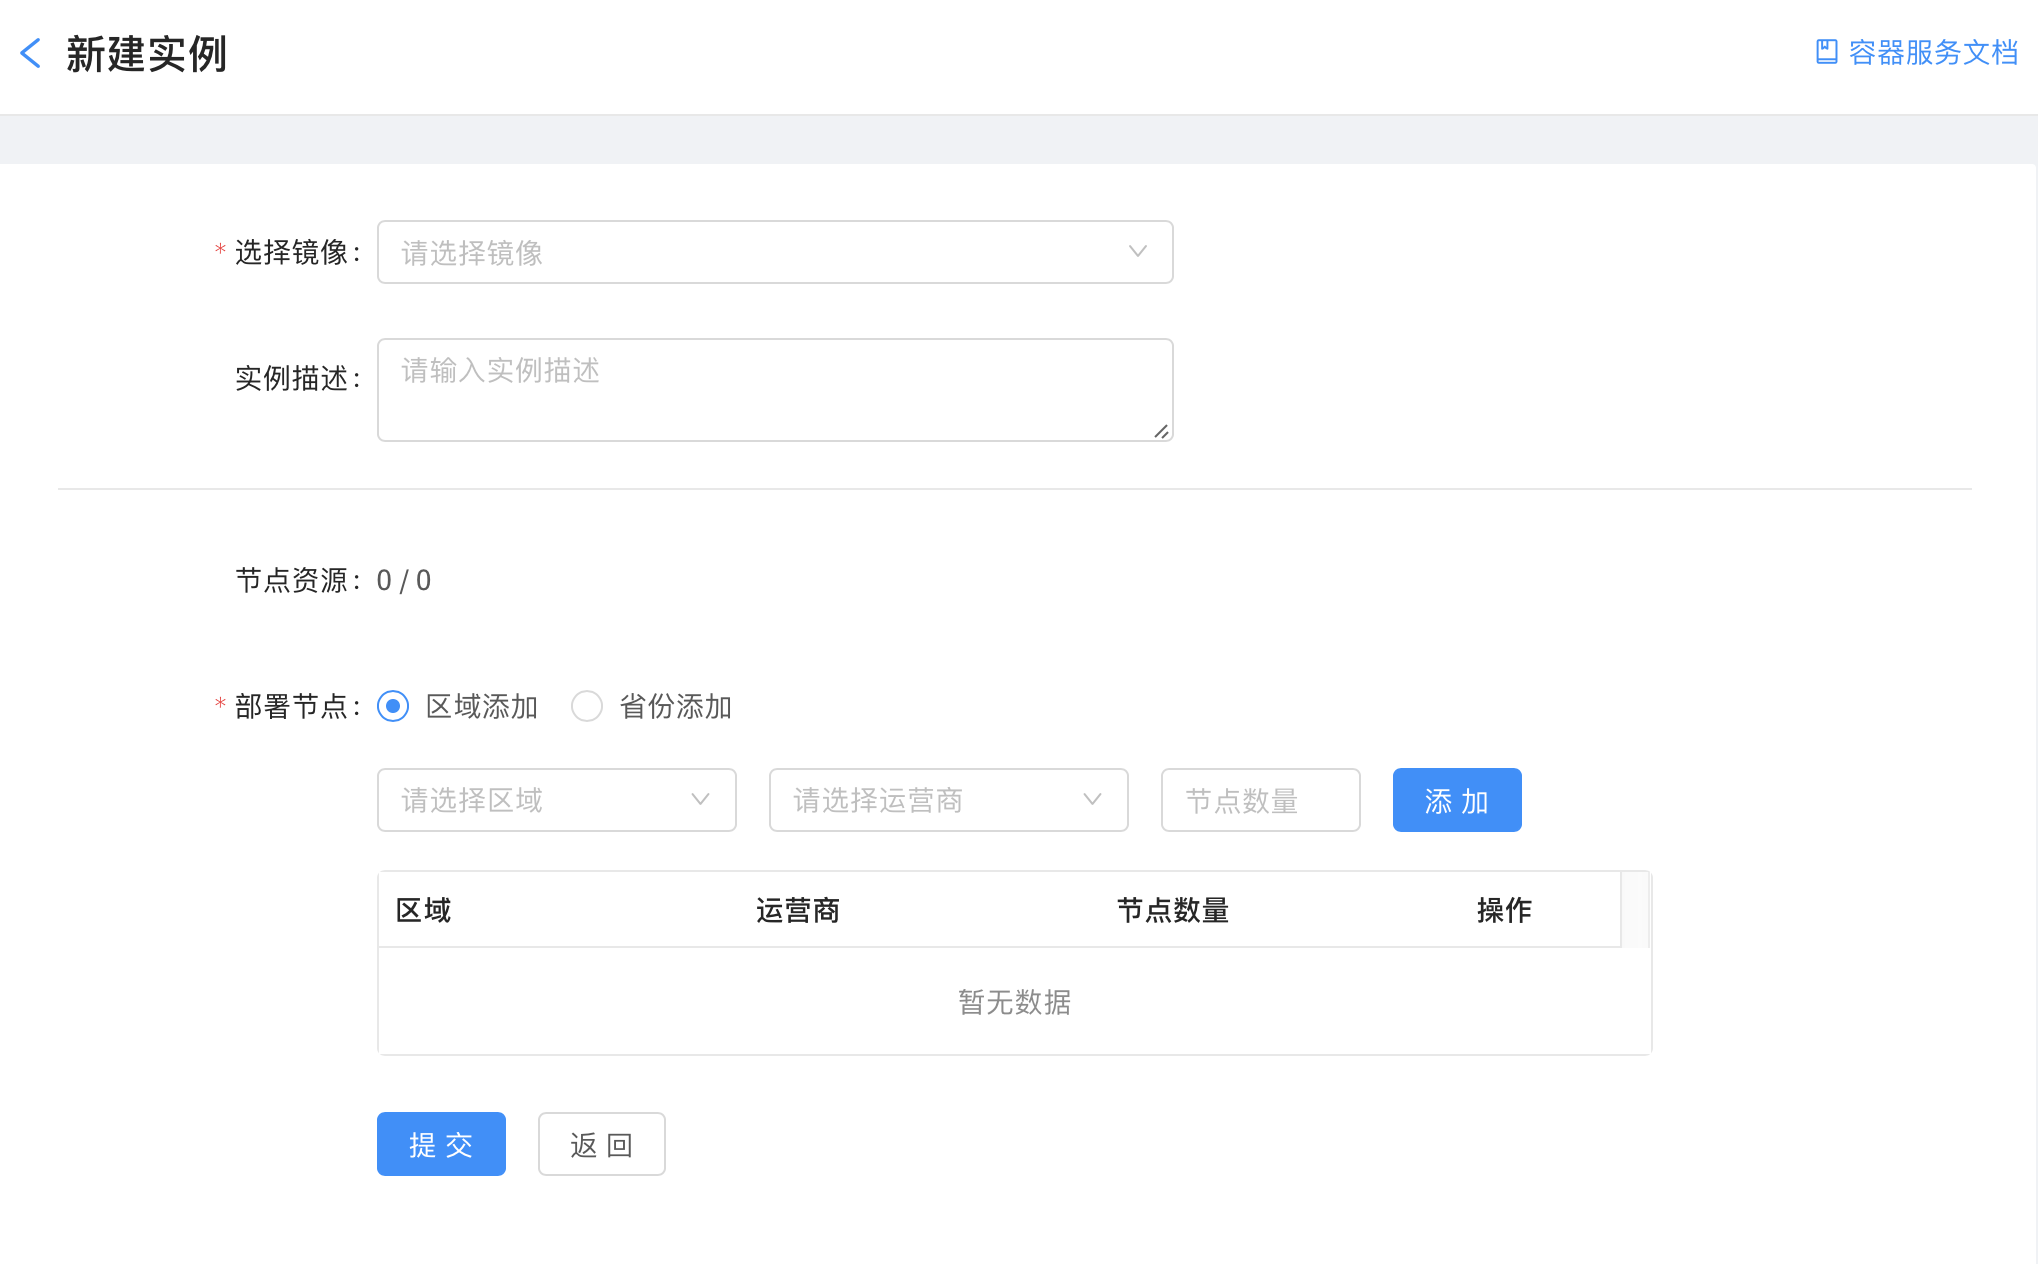 新建实例
容器服务文档
* 选择镜像: 请选择镜像
实例描述: 请输入实例描述
节点资源: 0 / 0
* 部署节点: 区域添加 省份添加
请选择区域 请选择运营商 节点数量 添 加
区域 运营商 节点数量 操作
暂无数据
提 交 返 回